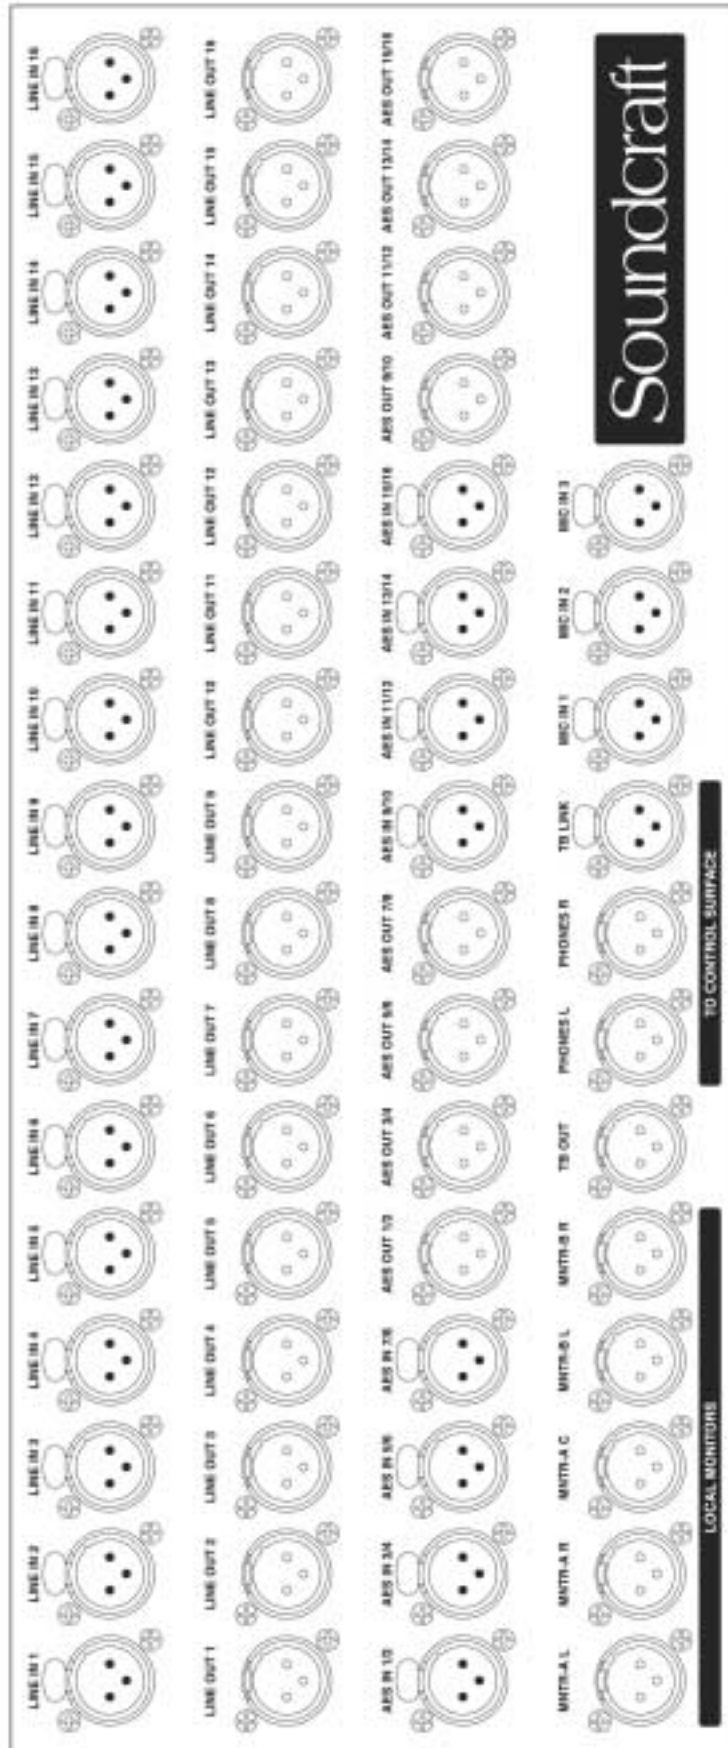 LINE IN 1 LINE IN 2 LINE IN 3 LINE IN 4 LINE IN 5 LINE IN 6 LINE IN 7 LINE IN 8 LINE IN 9 LINE IN 10 LINE IN 11 LINE IN 12 LINE IN 13 LINE IN 14 LINE IN 15 LINE IN 16
LINE OUT 1 LINE OUT 2 LINE OUT 3 LINE OUT 4 LINE OUT 5 LINE OUT 6 LINE OUT 7 LINE OUT 8 LINE OUT 9 LINE OUT LINE OUT 11 LINE OUT 12 LINE OUT 13 LINE OUT 14 LINE OUT 15 LINE OUT 16
AES IN 1/2 AES IN 3/4 AES IN 5/6 AES IN 7/8 AES OUT 1/2 AES OUT 3/4 AES OUT 5/6 AES OUT 7/8 AES IN 9/10 AES IN 11/12 AES IN 13/14 AES IN 15/16 AES OUT 9/10 AES OUT 11/12 AES OUT 13/14 AES OUT 15/16
MNTR-A L MNTR-A R MNTR-A C MNTR-B L MNTR-B R TB OUT PHONES L PHONES R TB LINK MIC IN 1 MIC IN 2 MIC IN 3
Soundcraft
LOCAL MONITORS TO CONTROL SURFACE